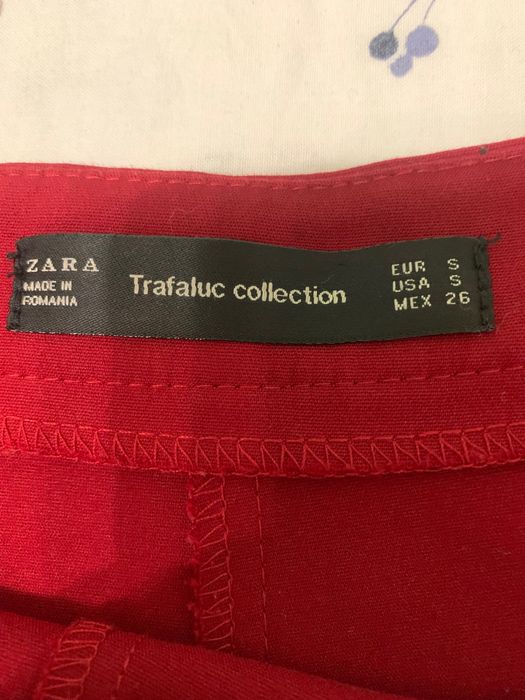 ZARA
MADE IN
ROMANIA
Trafaluc collection
EUR S
USA S
MEX 26